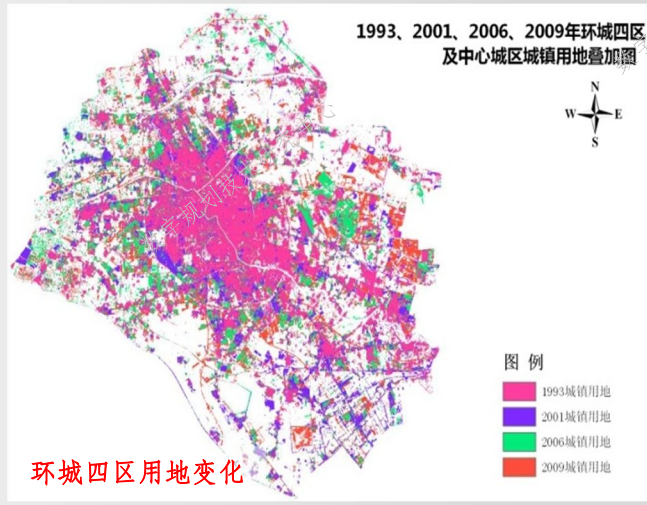 1993、2001、2006、2009年环城四区
及中心城区城镇用地叠加图
N
W
E
S
图 例
1993城镇用地
2001城镇用地
2006城镇用地
2009城镇用地
环城四区用地变化